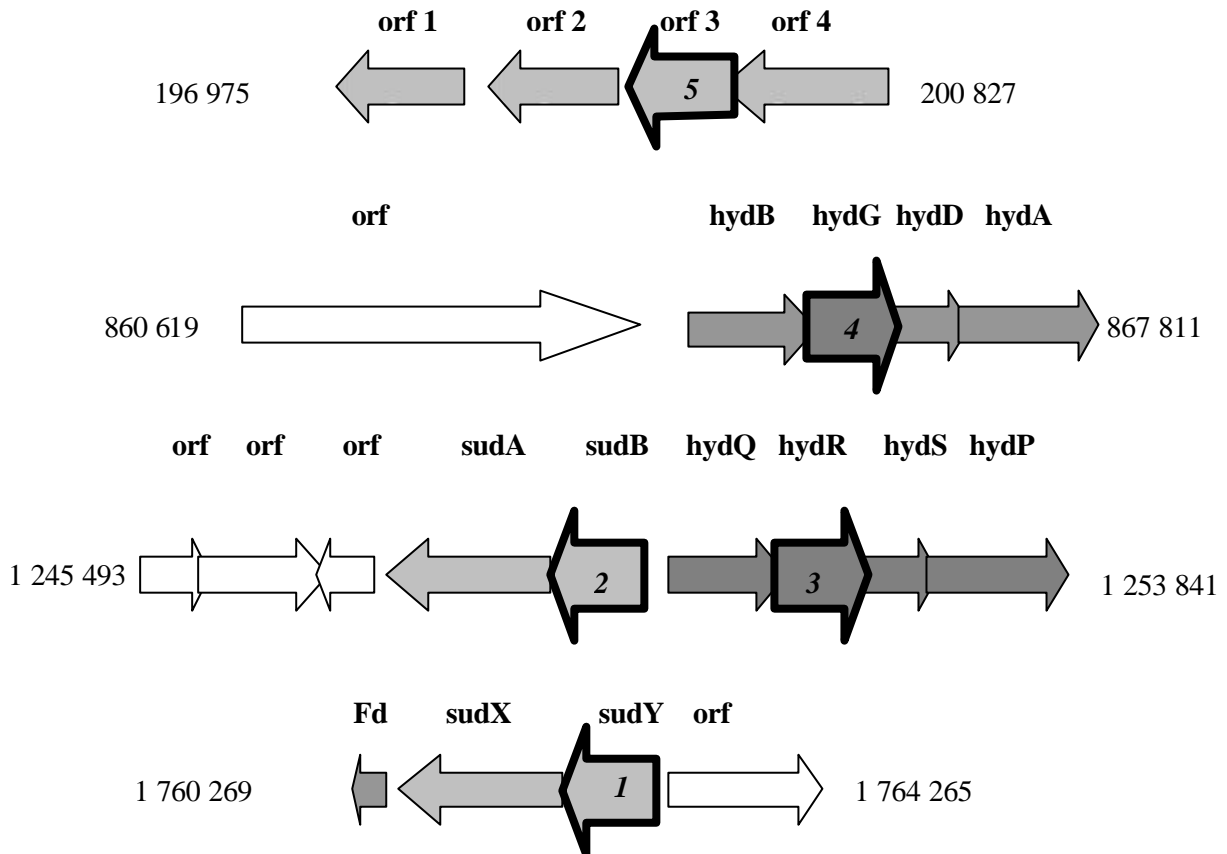 orf 1 orf 2 orf 3 orf 4
196 975 5 200 827
orf hydB hydG hydD hydA
860 619 4 867 811
orf orf orf sudA sudB hydQ hydR hydS hydP
1 245 493 2 3 1 253 841
Fd sudX sudY orf
1 760 269 1 1 764 265